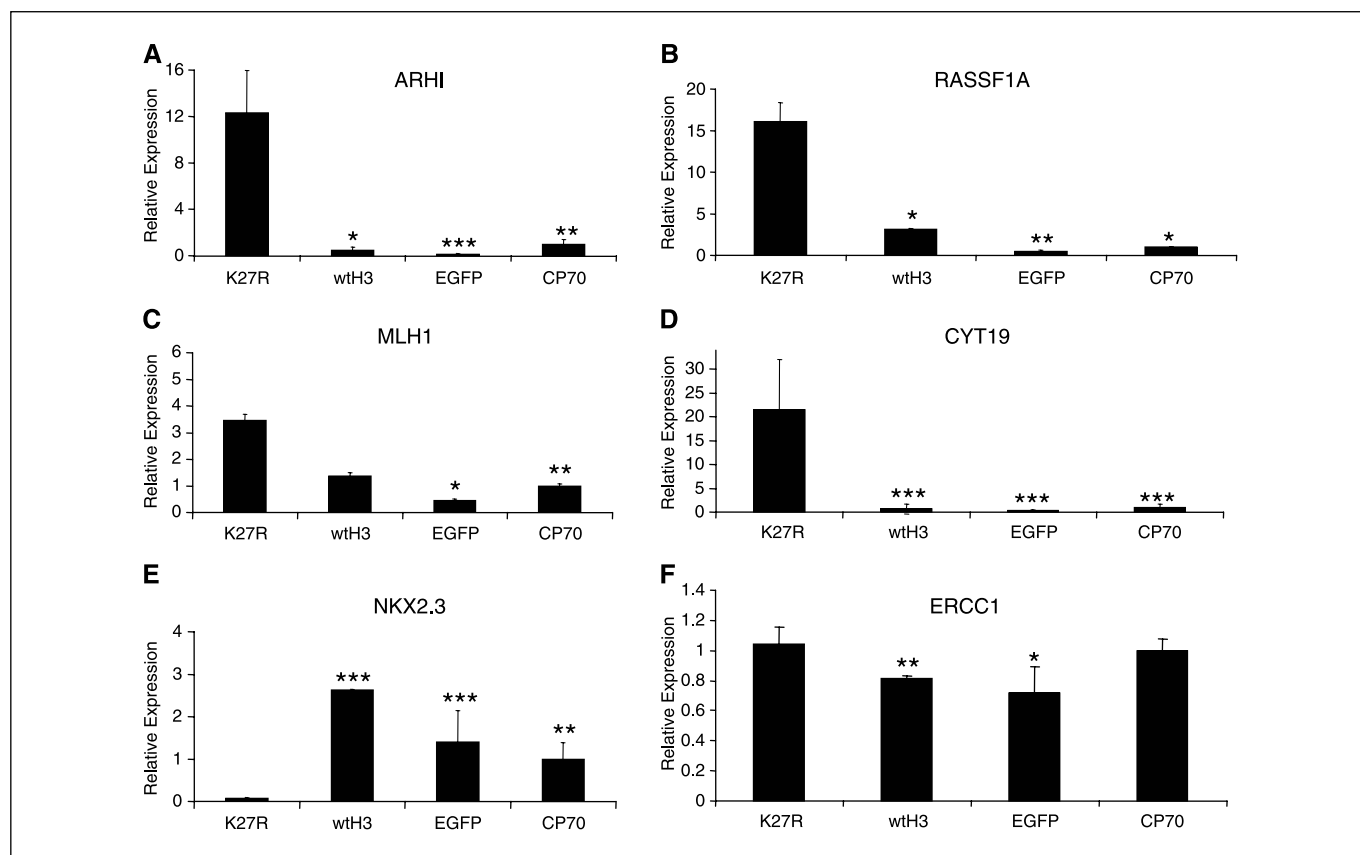 A
ARHI
Relative Expression
16
12
8
4
0
*
***
**
K27R wtH3 EGFP CP70
B
RASSF1A
Relative Expression
20
15
10
5
0
*
**
*
K27R wtH3 EGFP CP70
C
MLH1
Relative Expression
6
5
4
3
2
1
0
*
**
K27R wtH3 EGFP CP70
D
CYT19
Relative Expression
30
25
20
15
10
5
0
***
***
***
K27R wtH3 EGFP CP70
E
NKX2.3
Relative Expression
4
3
2
1
0
***
***
**
K27R wtH3 EGFP CP70
F
ERCC1
Relative Expression
1.4
1.2
1
0.8
0.6
0.4
0.2
0
**
*
K27R wtH3 EGFP CP70